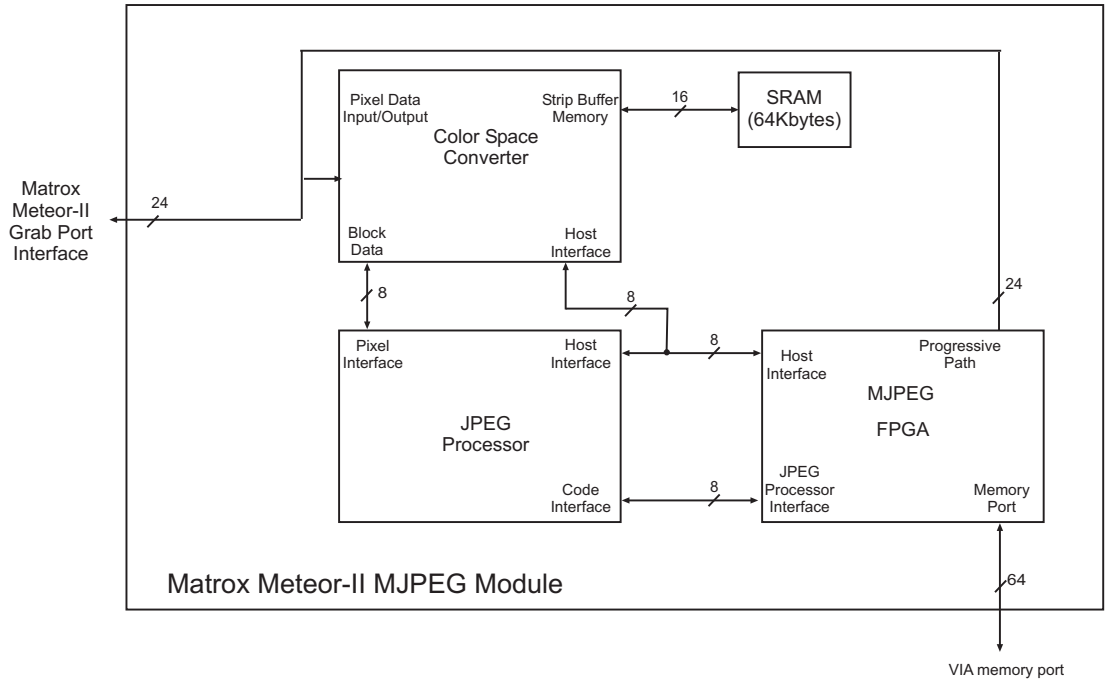 Pixel Data
Input/Output
Strip Buffer
Memory
16
SRAM
(64Kbytes)
Color Space
Converter
Matrox
Meteor-II
Grab Port
Interface
24
Block
Data
Host
Interface
8
8
24
Pixel
Interface
Host
Interface
8
Host
Interface
Progressive
Path
MJPEG
FPGA
JPEG
Processor
Code
Interface
8
JPEG
Processor
Interface
Memory
Port
Matrox Meteor-II MJPEG Module
64
VIA memory port